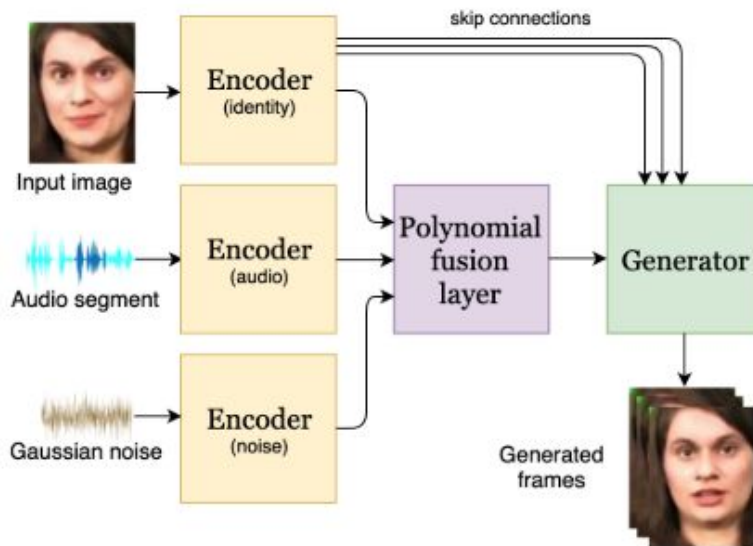 skip connections
Encoder
(identity)
Input image
Polynomial
fusion
layer
Generator
Encoder
(audio)
Audio segment
Encoder
(noise)
Gaussian noise
Generated
frames